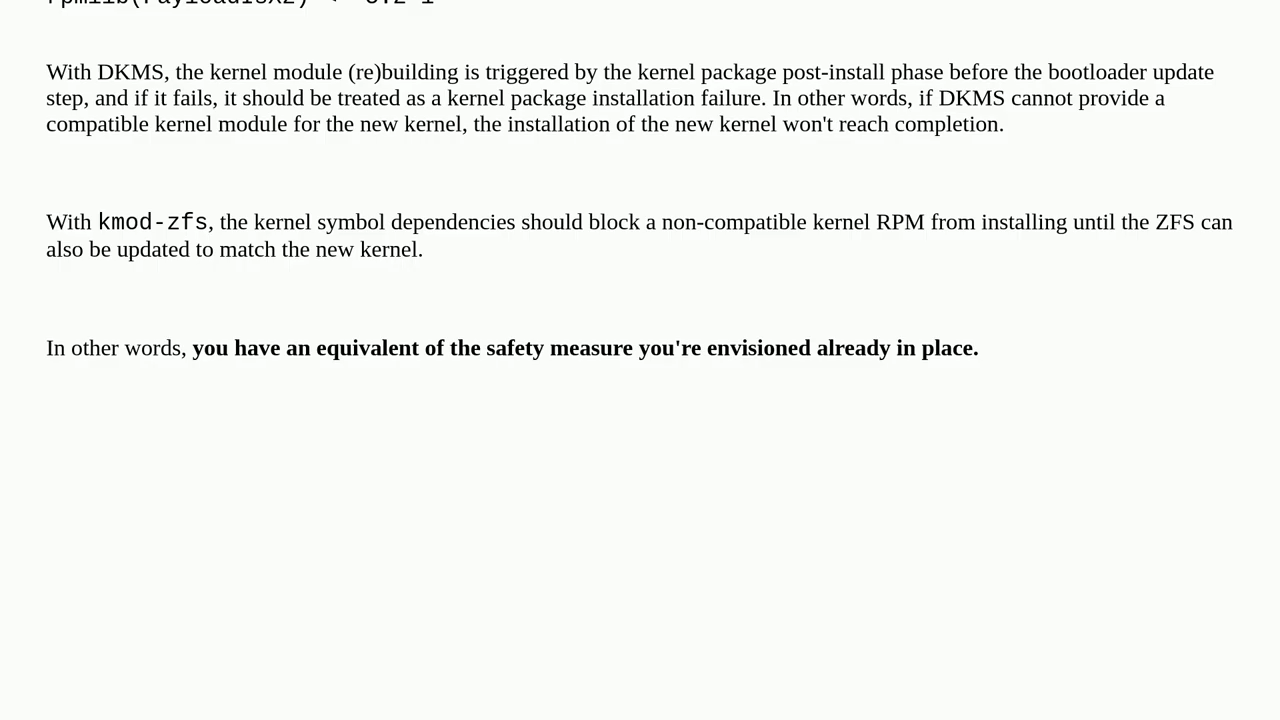 With DKMS, the kernel module (re)building is triggered by the kernel package post-install phase before the bootloader update
step, and if it fails, it should be treated as a kernel package installation failure. In other words, if DKMS cannot provide a
compatible kernel module for the new kernel, the installation of the new kernel won't reach completion.
With kmod-zfs, the kernel symbol dependencies should block a non-compatible kernel RPM from installing until the ZFS can
also be updated to match the new kernel.
In other words, you have an equivalent of the safety measure you're envisioned already in place.